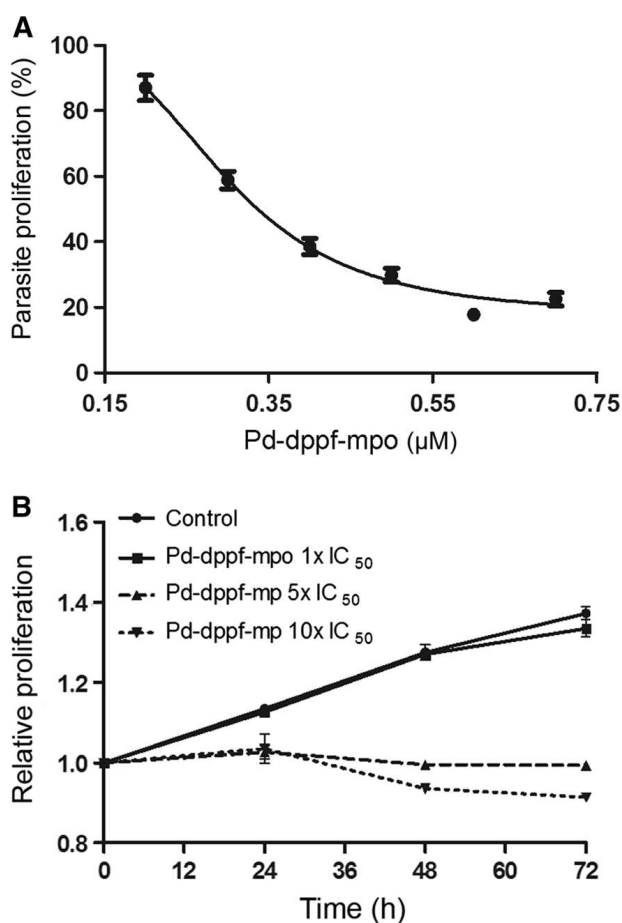 A
Parasite proliferation (%)
100
80
60
40
20
0
0.15
0.35
0.55
0.75
Pd-dppf-mpo (µM)
B
Relative proliferation
1.6
1.4
1.2
1.0
0.8
Control
Pd-dppf-mpo 1x IC 50
Pd-dppf-mp 5x IC 50
Pd-dppf-mp 10x IC 50
0
12
24
36
48
60
72
Time (h)